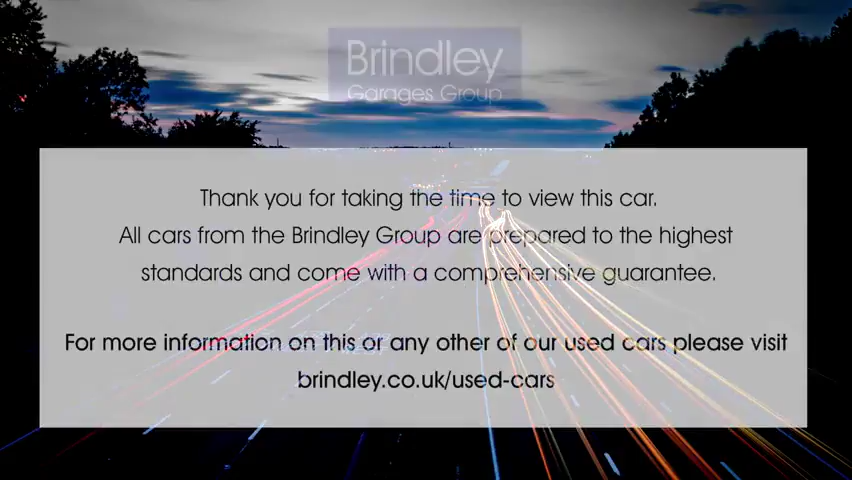 Brindley
Garages Group
Thank you for taking the time to view this car.
All cars from the Brindley Group are prepared to the highest
standards and come with a comprehensive guarantee.
For more information on this or any other of our used cars please visit
brindley.co.uk/used-cars